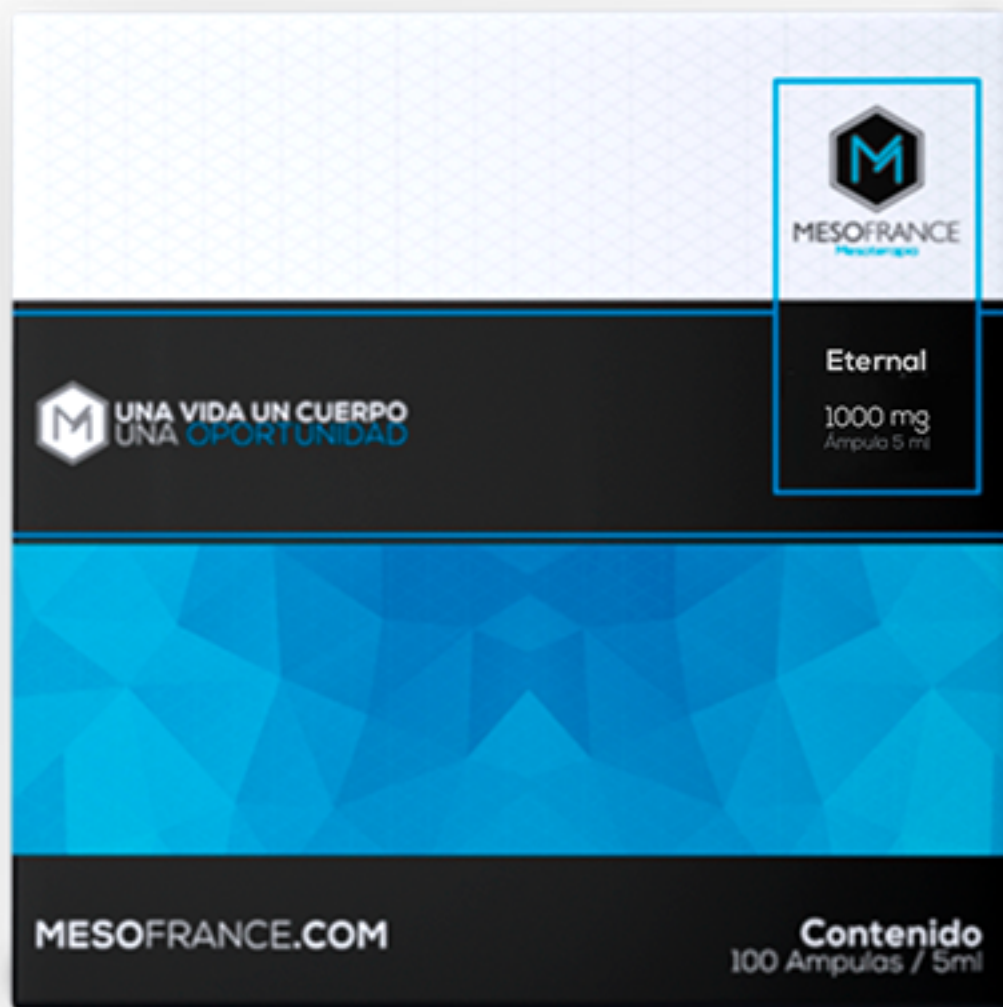 MESOFRANCE
Mesoterapia
Eternal
1000 mg
Ámpula 5 ml
UNA VIDA UN CUERPO
UNA OPORTUNIDAD
MESOFRANCE.COM
Contenido
100 Ampulas / 5ml